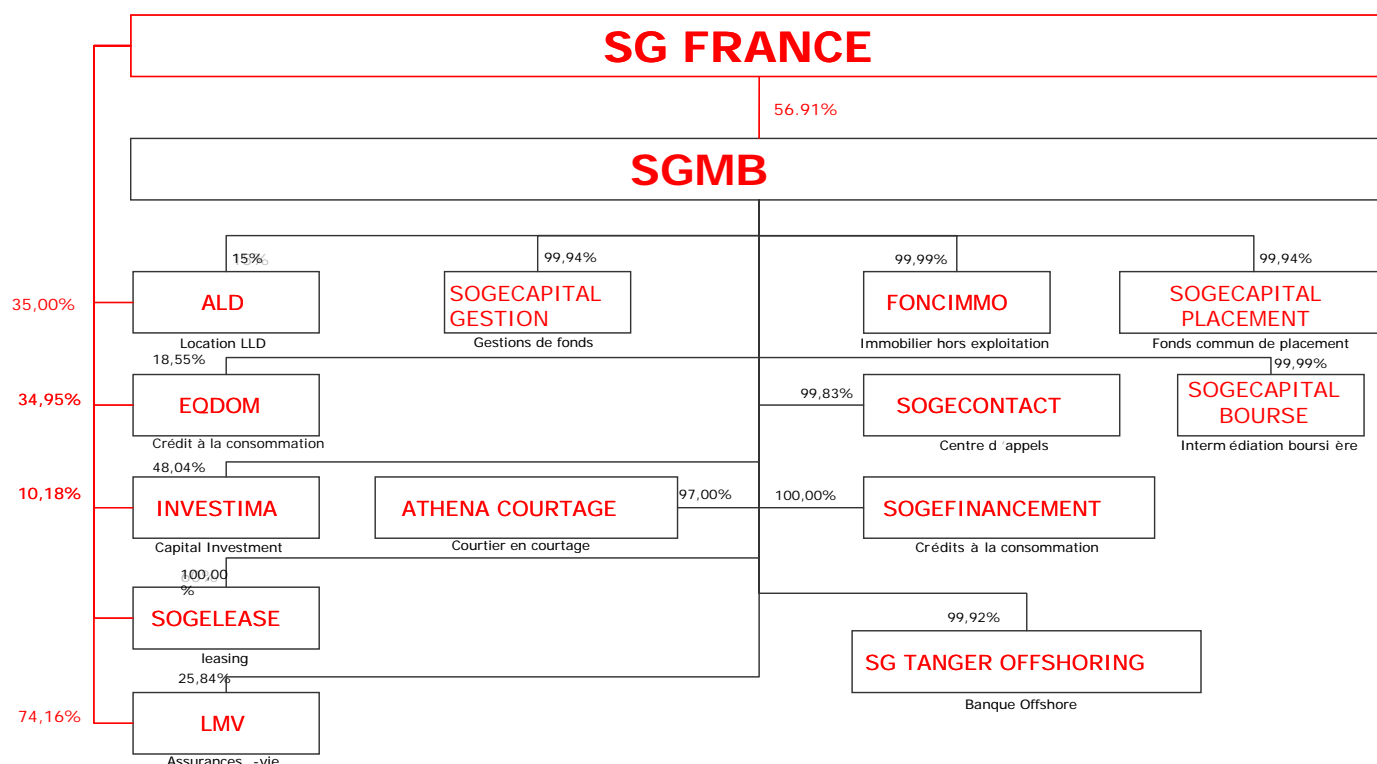 SG FRANCE
56.91%
SGMB
15%
99,94%
99,99%
99,94%
35,00%
ALD
SOGECAPITAL
GESTION
FONCIMMO
SOGECAPITAL
PLACEMENT
Location LLD
Gestions de fonds
Immobilier hors exploitation
Fonds commun de placement
18,55%
99,99%
34,95%
EQDOM
99,83%
SOGECONTACT
SOGECAPITAL
BOURSE
Crédit à la consommation
Centre d ’appels
Interm édiation boursi ère
48,04%
10,18%
INVESTIMA
ATHENA COURTAGE
97,00%
100,00%
SOGEFINANCEMENT
Capital Investment
Courtier en courtage
Crédits à la consommation
100,00
%
SOGELEASE
99,92%
leasing
SG TANGER OFFSHORING
25,84%
Banque Offshore
74,16%
LMV
Assurances -vie